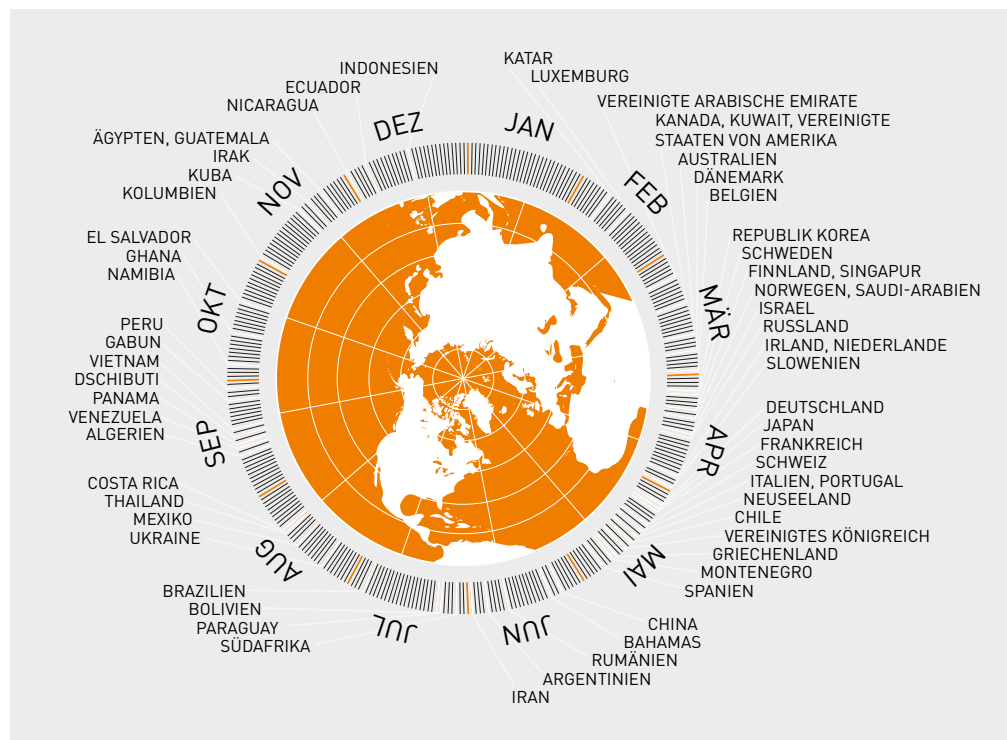 KATAR
LUXEMBURG
VEREINIGTE ARABISCHE EMIRATE
KANADA, KUWAIT, VEREINIGTE
STAATEN VON AMERIKA
AUSTRALIEN
DÄNEMARK
BELGIEN
REPUBLIK KOREA
SCHWEDEN
FINNLAND, SINGAPUR
NORWEGEN, SAUDI-ARABIEN
ISRAEL
RUSSLAND
IRLAND, NIEDERLANDE
SLOWENIEN
DEUTSCHLAND
JAPAN
FRANKREICH
SCHWEIZ
ITALIEN, PORTUGAL
NEUSEELAND
CHILE
VEREINIGTES KÖNIGREICH
GRIECHENLAND
MONTENEGRO
SPANIEN
CHINA
BAHAMAS
RUMÄNIEN
ARGENTINIEN
IRAN
BRAZILIEN
BOLIVIEN
PARAGUAY
SÜDAFRIKA
COSTA RICA
THAILAND
MEXIKO
UKRAINE
PERU
GABUN
VIETNAM
DSCHIBUTI
PANAMA
VENEZUELA
ALGERIEN
EL SALVADOR
GHANA
NAMIBIA
ÄGYPTEN, GUATEMALA
IRAK
KUBA
KOLUMBIEN
INDONESIEN
ECUADOR
NICARAGUA
JAN
FEB
MÄR
APR
MAI
JUN
JUL
AUG
SEP
OKT
NOV
DEZ